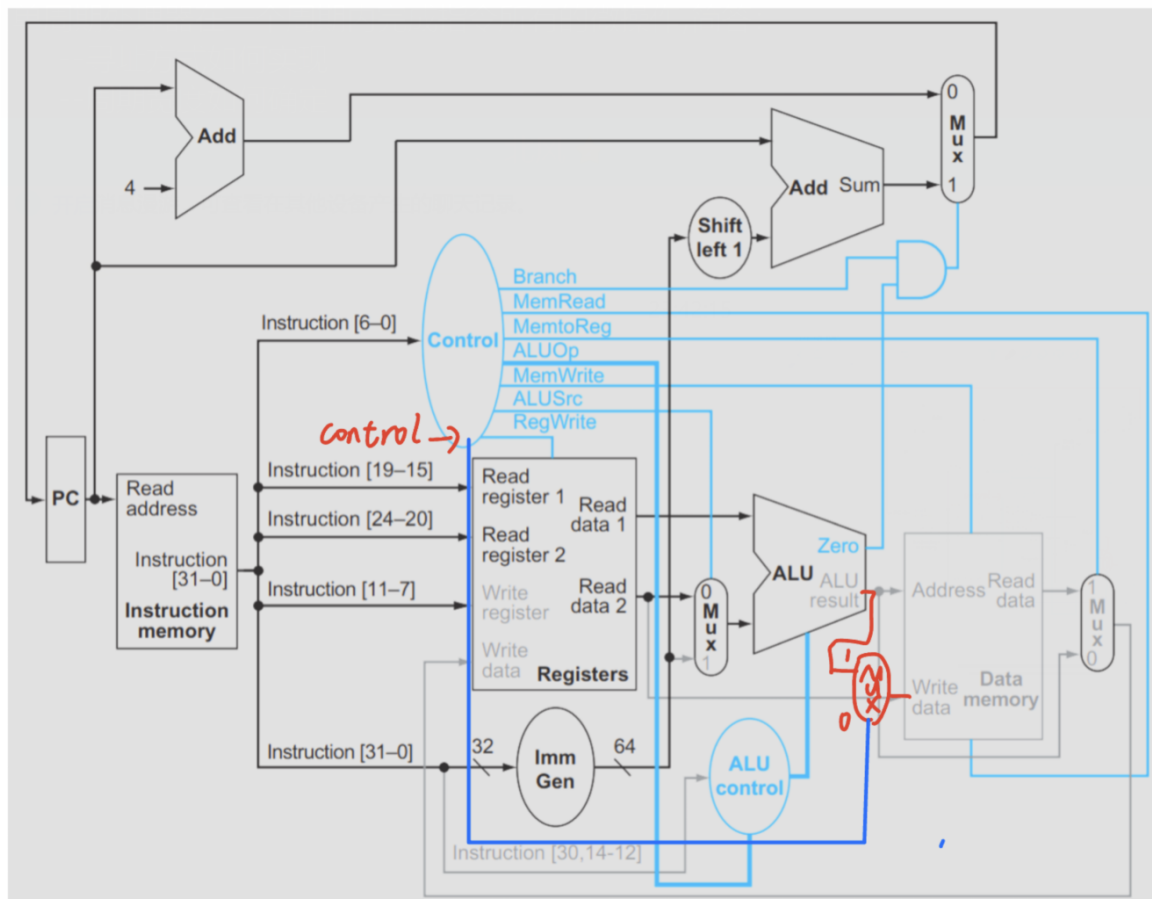 0
M
u
x
1
Add
4
Add Sum
Shift
left 1
Branch
MemRead
MemtoReg
ALUOp
MemWrite
ALUSrc
RegWrite
Instruction [6–0]
Control
control
PC
Read
address
Instruction
[31–0]
Instruction
memory
Instruction [19–15]
Instruction [24–20]
Instruction [11–7]
Instruction [31–0]
Read
register 1
Read
register 2
Write
register
Write
data
Read
data 1
Read
data 2
Registers
0
M
u
x
1
Zero
ALU
ALU
result
1
Mux
0
Address
Read
data
Write
data
Data
memory
1
M
u
x
0
32
Imm
Gen
64
ALU
control
Instruction [30,14-12]